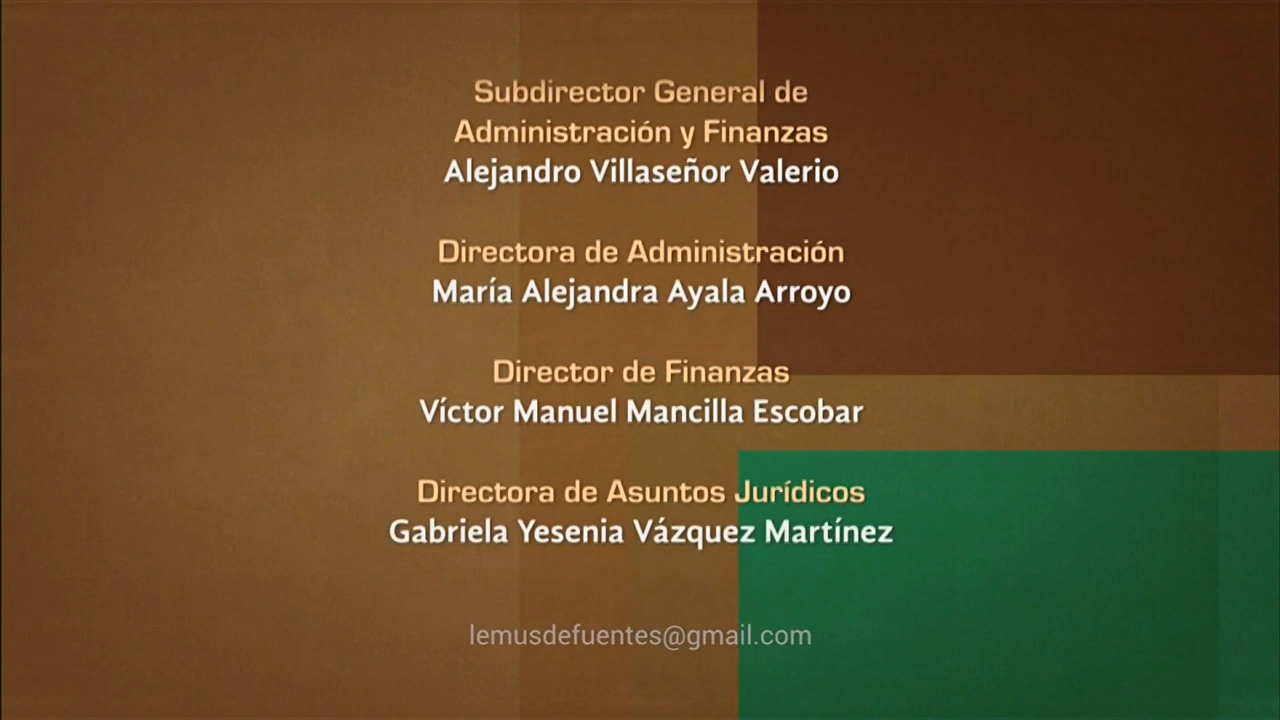 Subdirector General de
Administración y Finanzas
Alejandro Villaseñor Valerio
Directora de Administración
María Alejandra Ayala Arroyo
Director de Finanzas
Víctor Manuel Mancilla Escobar
Directora de Asuntos Jurídicos
Gabriela Yesenia Vázquez Martínez
lemusdefuentes@gmail.com